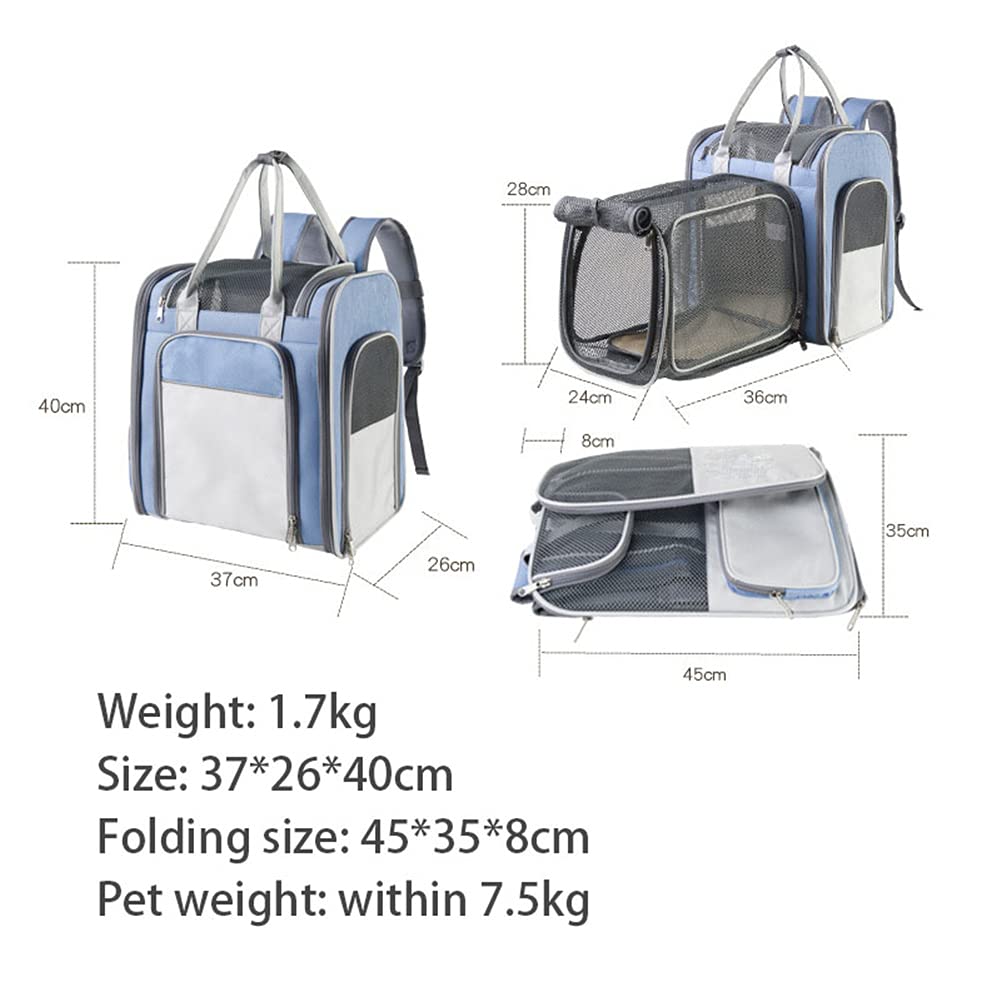 40cm
37cm
26cm
28cm
24cm
36cm
8cm
35cm
45cm
Weight: 1.7kg
Size: 37*26*40cm
Folding size: 45*35*8cm
Pet weight: within 7.5kg